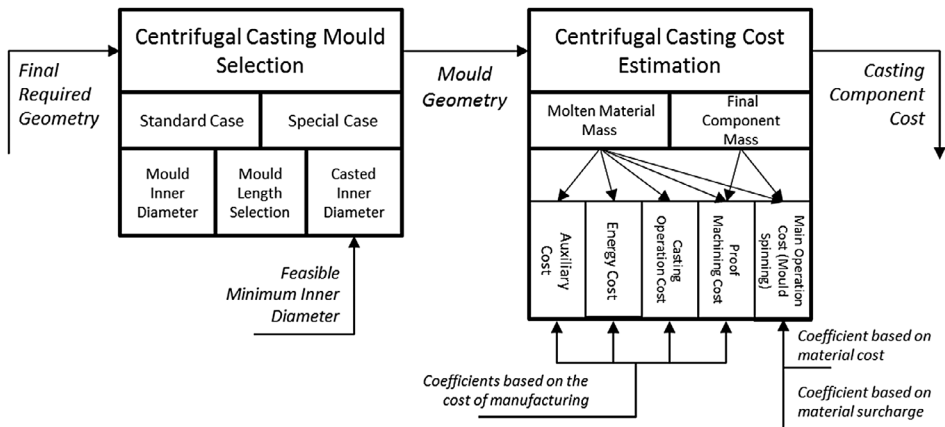 Final
Required
Geometry
Centrifugal Casting Mould
Selection
Standard Case
Special Case
Mould
Inner
Diameter
Mould
Length
Selection
Casted
Inner
Diameter
Feasible
Minimum Inner
Diameter
Mould
Geometry
Centrifugal Casting Cost
Estimation
Molten Material
Mass
Final
Component
Mass
Auxiliary
Cost
Energy Cost
Casting
Operation Cost
Proof
Machining Cost
Main Operation
Cost (Mould
Spinning)
Coefficients based on the
cost of manufacturing
Coefficient based on
material cost
Coefficient based on
material surcharge
Casting
Component
Cost